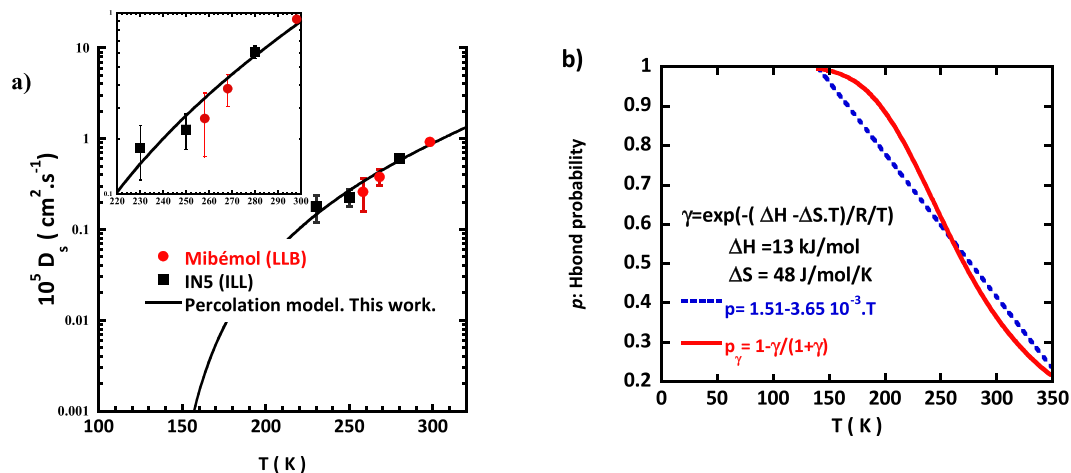 a)
1
0.1
220 230 240 250 260 270 280 290 300
10
1
0.1
0.01
0.001
10⁵ Dₛ ( cm².s⁻¹)
Mibémol (LLB)
IN5 (ILL)
Percolation model. This work.
100 150 200 250 300
T ( K )
b)
1
0.9
0.8
0.7
0.6
0.5
0.4
0.3
0.2
p: Hbond probability
γ=exp(-( ΔH -ΔS.T)/R/T)
ΔH =13 kJ/mol
ΔS = 48 J/mol/K
p= 1.51-3.65 10⁻³.T
p_γ= 1-γ/(1+γ)
0 50 100 150 200 250 300 350
T ( K )